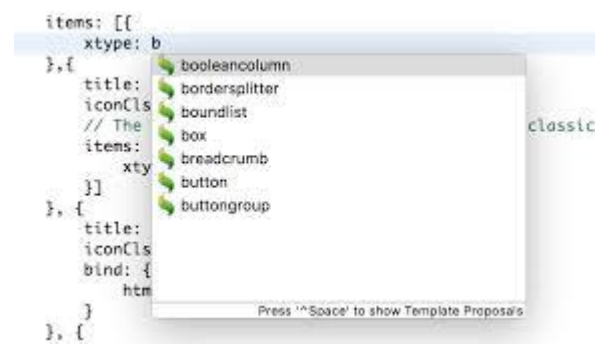 items: [{
xtype: b
booleancolumn
},{
bordersplitter
title:
boundlist
iconCls
// The classic
box
items:
breadcrumb
xty
button
}]
buttongroup
}, {
title:
iconCls
bind: {
htm
}
Press '^Space' to show Template Proposals
}, {